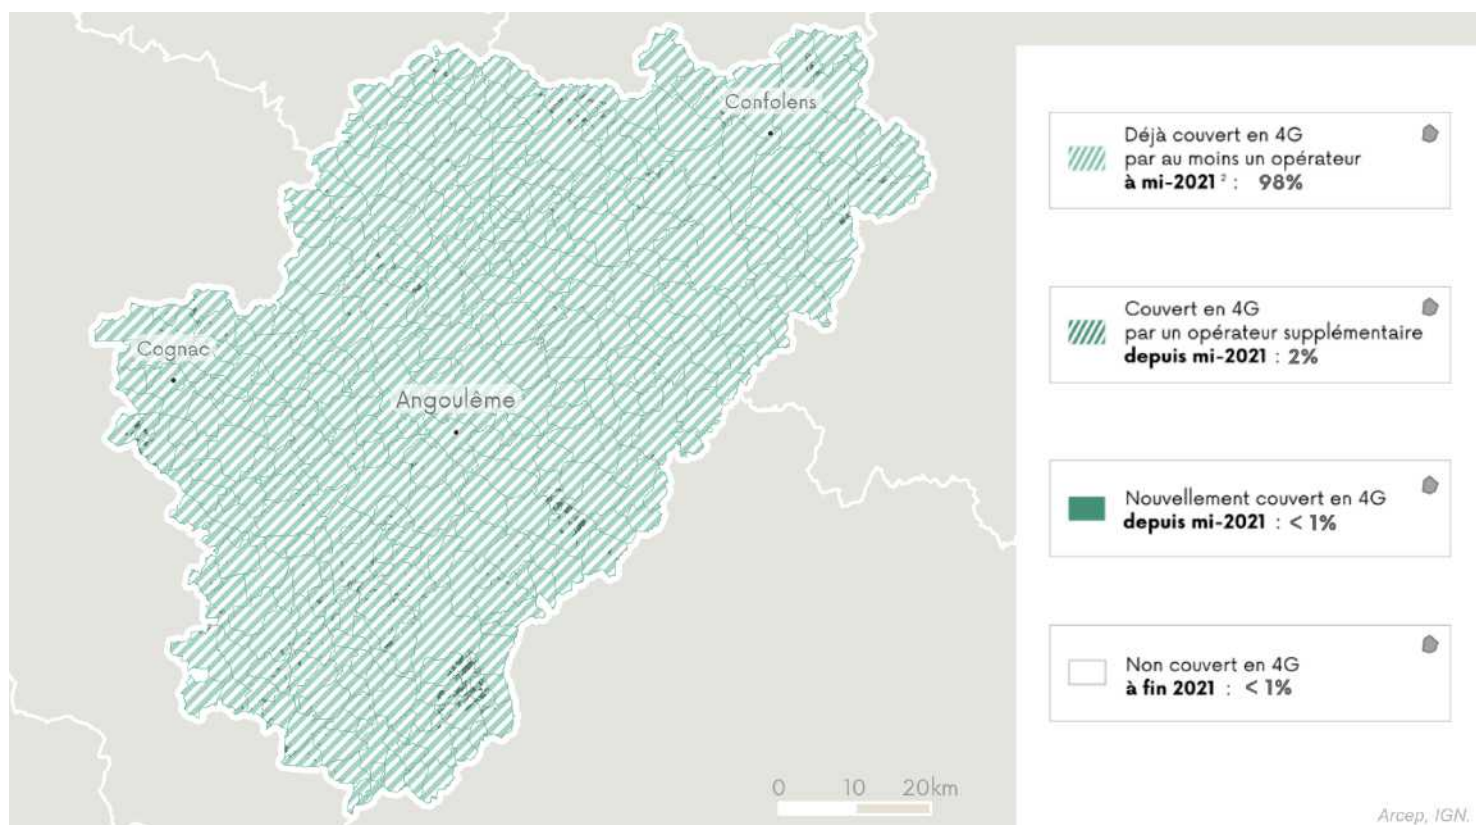 Confolens
Cognac
Angoulême
0 10 20km
Déjà couvert en 4G
par au moins un opérateur
à mi-2021 ² : 98%
Couvert en 4G
par un opérateur supplémentaire
depuis mi-2021 : 2%
Nouvellement couvert en 4G
depuis mi-2021 : < 1%
Non couvert en 4G
à fin 2021 : < 1%
Arcep, IGN.